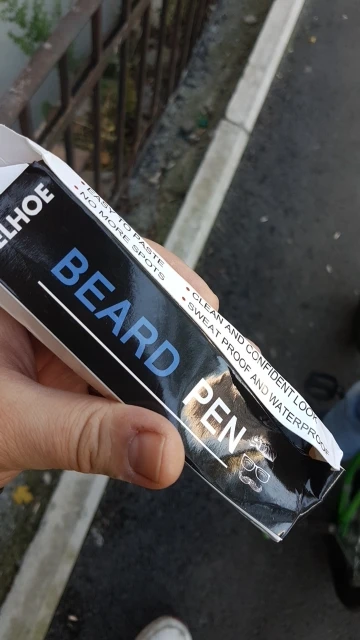 ELHOE
• EASY TO PASTE
• NO MORE SPOTS
• CLEAN AND CONFIDENT LOOK
• SWEAT PROOF AND WATERPROOF
BEARD PEN